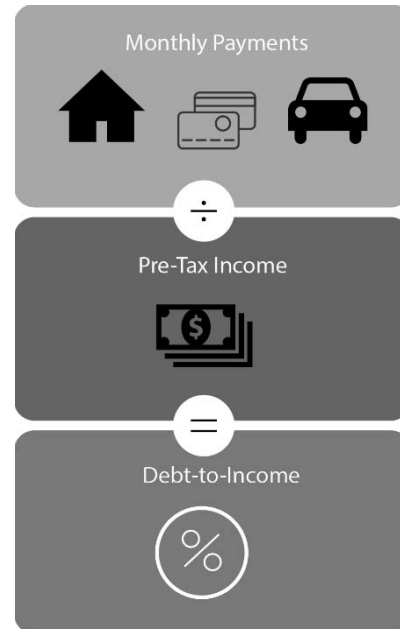 Monthly Payments
÷
Pre-Tax Income
$
=
Debt-to-Income
%